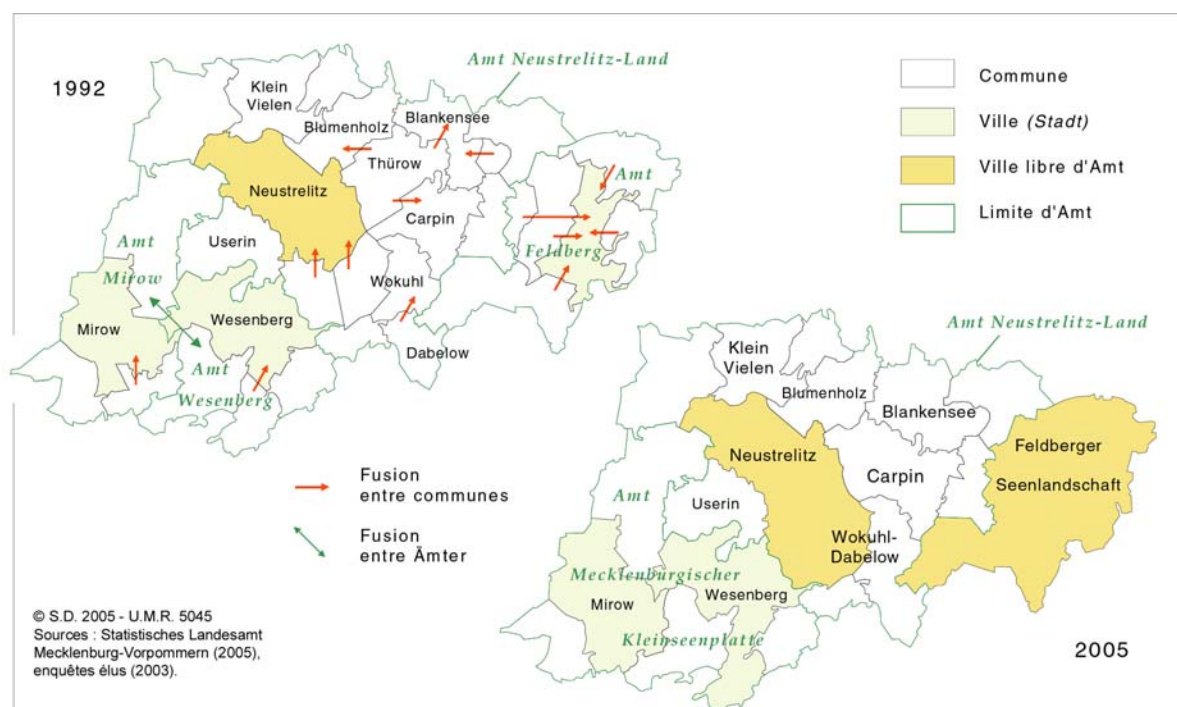 1992
Amt Neustrelitz-Land
Klein
Vielen
Blumenholz
Blankensee
Thürow
Neustrelitz
Carpin
Amt
Feldberg
Userin
Amt
Mirow
Wokuhl
Mirow
Wesenberg
Dabelow
Amt
Wesenberg
Commune
Ville (Stadt)
Ville libre d'Amt
Limite d'Amt
Fusion
entre communes
Fusion
entre Ämter
Amt Neustrelitz-Land
Klein
Vielen
Blumenholz
Blankensee
Neustrelitz
Carpin
Feldberger
Seenlandschaft
Amt
Userin
Wokuhl-
Dabelow
Mecklenburgischer
Mirow
Wesenberg
Kleinseenplatte
2005
© S.D. 2005 - U.M.R. 5045
Sources : Statistisches Landesamt
Mecklenburg-Vorpommern (2005),
enquêtes élus (2003).